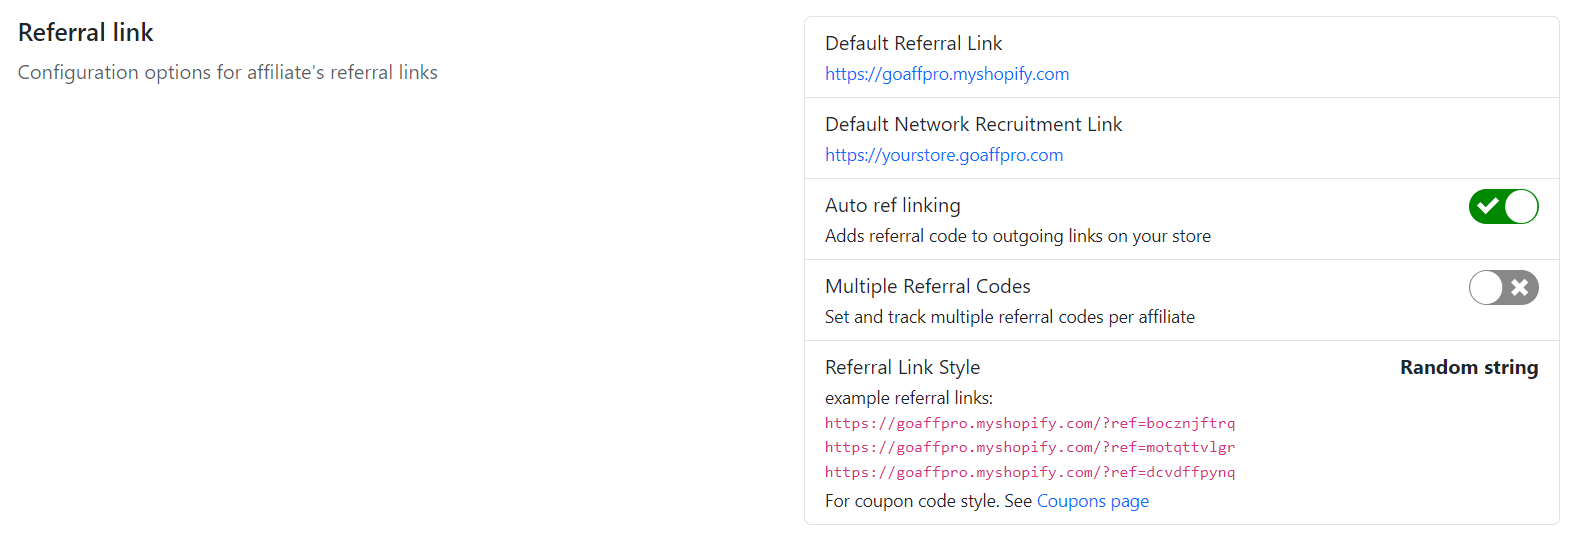 Referral link
Configuration options for affiliate's referral links
Default Referral Link
https://goaffpro.myshopify.com
Default Network Recruitment Link
https://yourstore.goaffpro.com
Auto ref linking
Adds referral code to outgoing links on your store
Multiple Referral Codes
Set and track multiple referral codes per affiliate
Referral Link Style
Random string
example referral links:
https://goaffpro.myshopify.com/?ref=bocznjftrq
https://goaffpro.myshopify.com/?ref=motqttvlgr
https://goaffpro.myshopify.com/?ref=dcvdffpynq
For coupon code style. See Coupons page